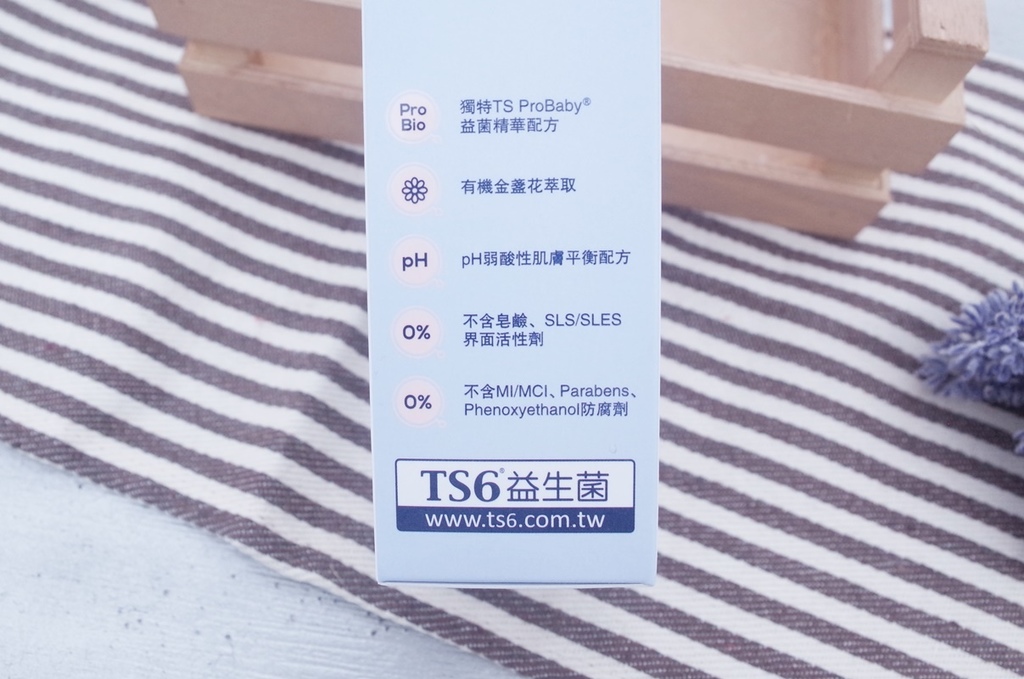 Pro
Bio
獨特TS ProBaby®
益菌精華配方
有機金盞花萃取
pH
pH弱酸性肌膚平衡配方
0%
不含皂鹼、SLS/SLES
界面活性劑
0%
不含MI/MCI、Parabens、
Phenoxyethanol防腐劑
TS6®益生菌
www.ts6.com.tw